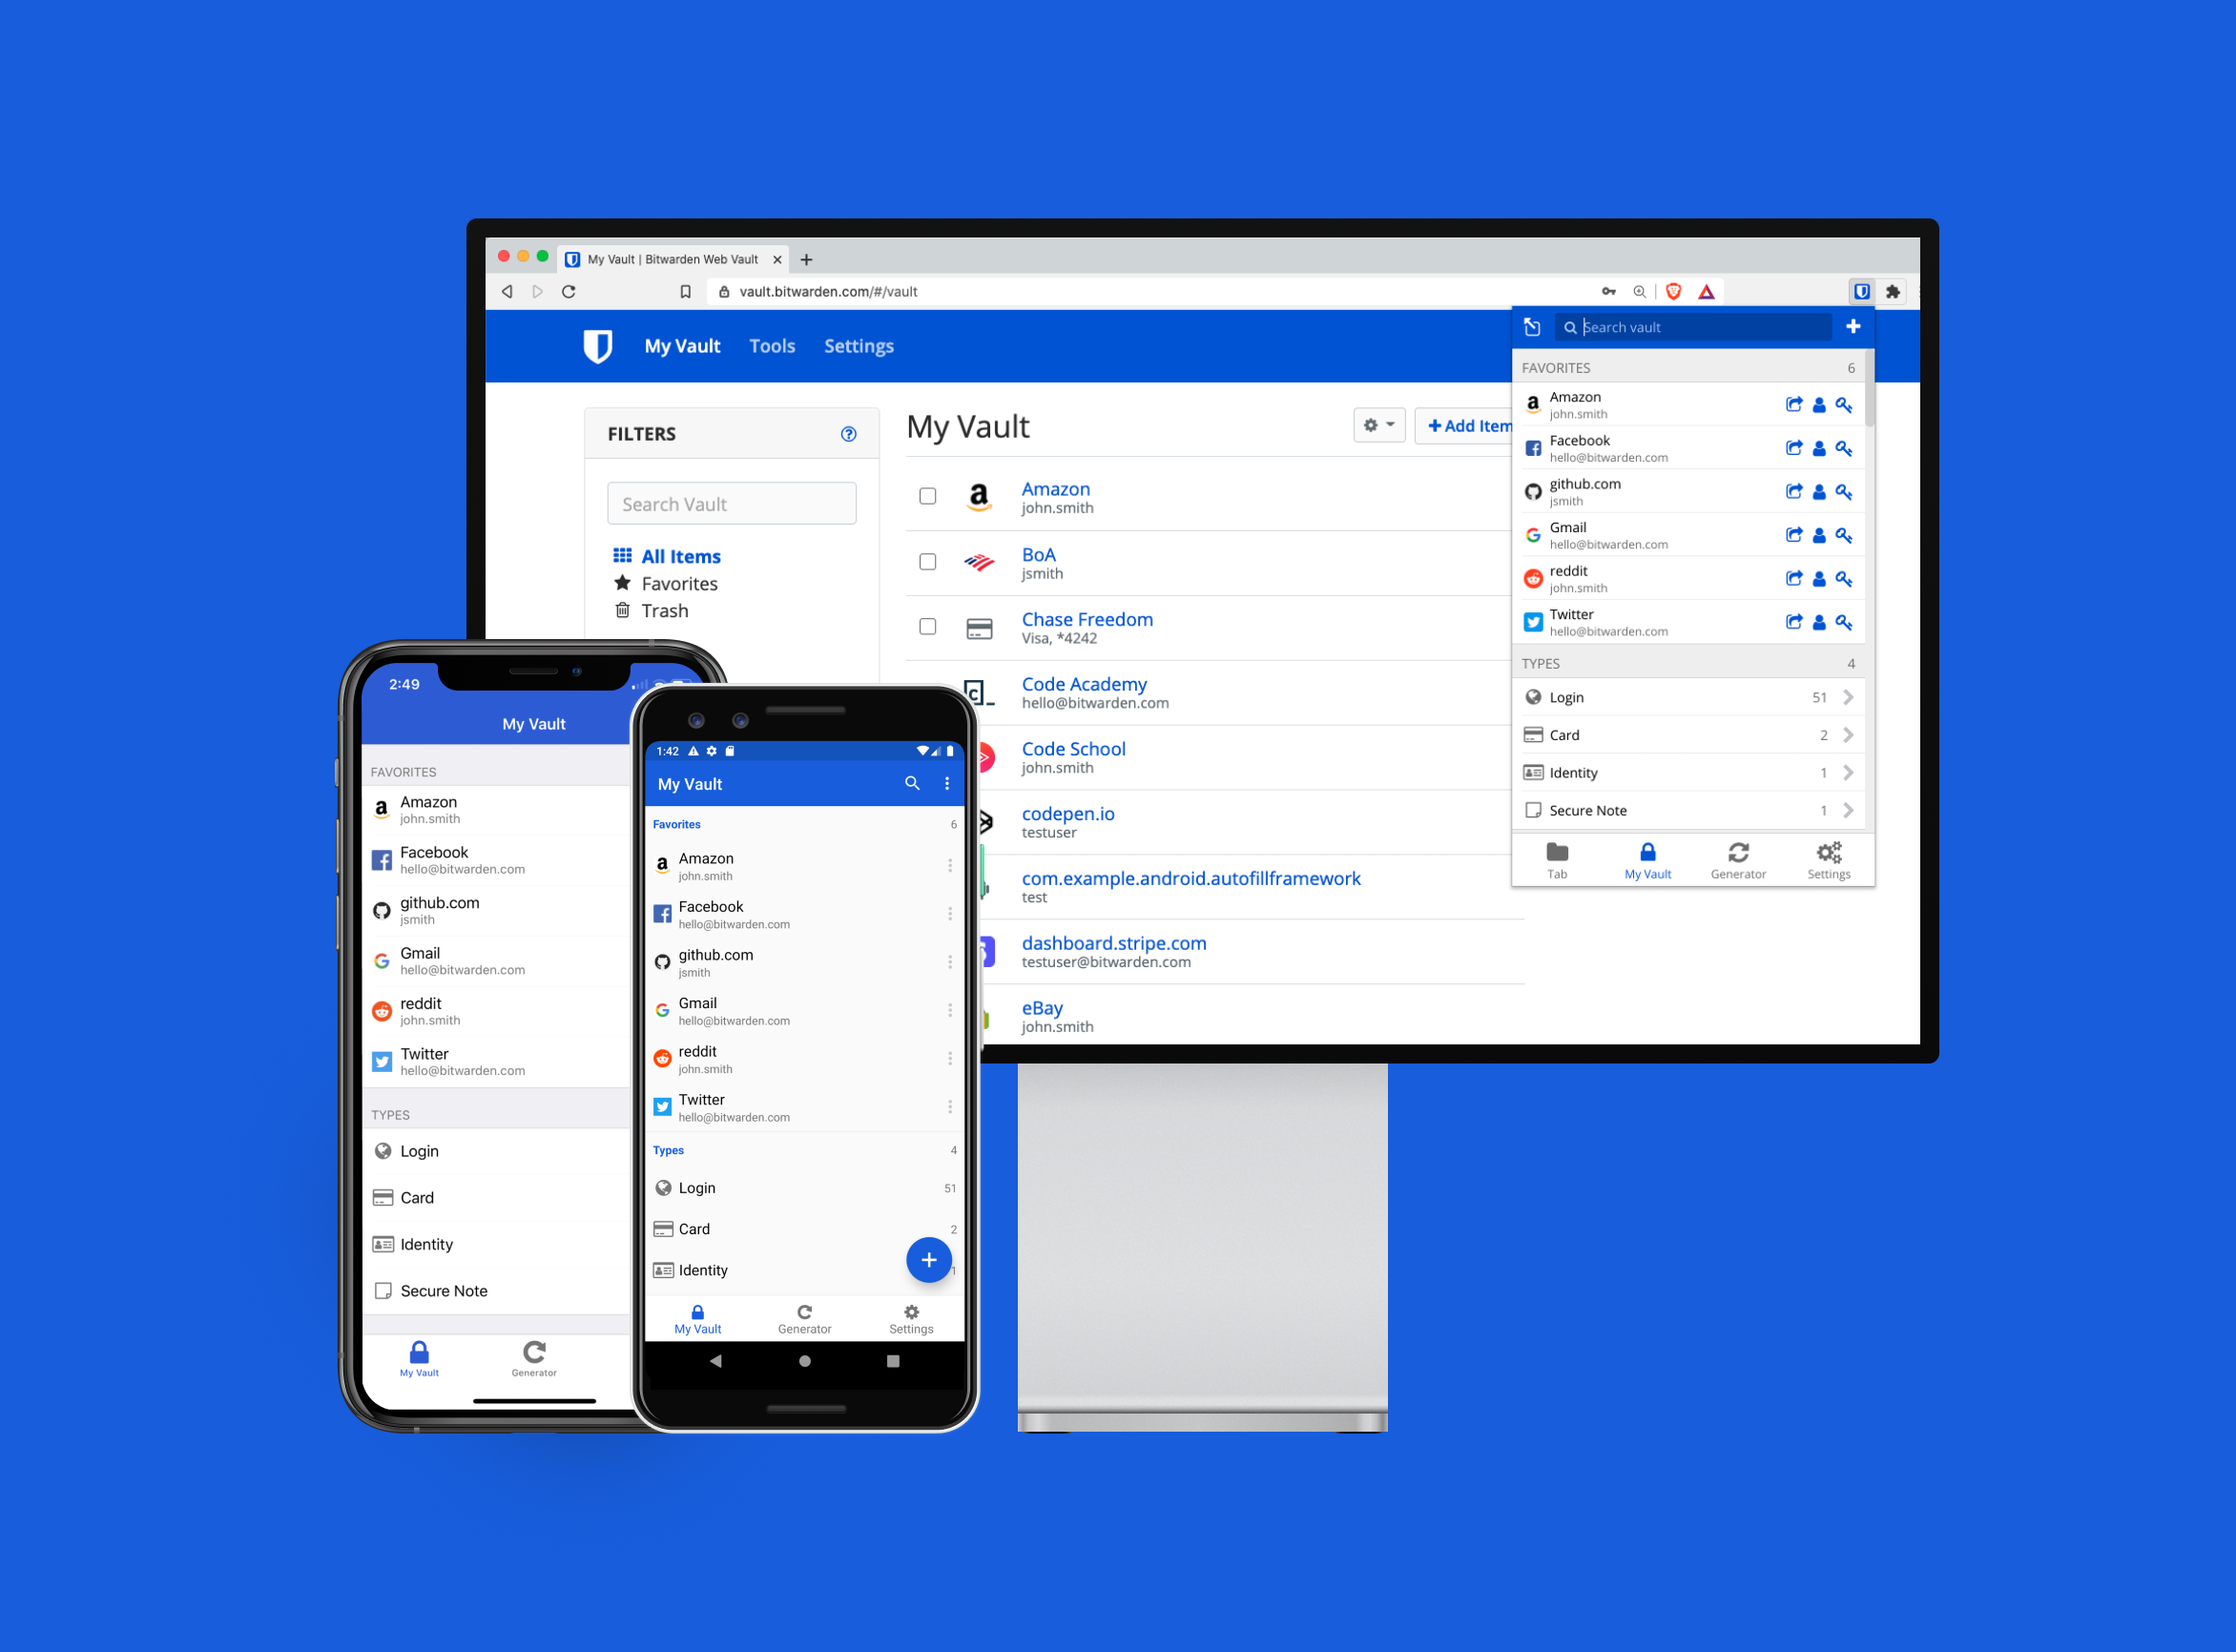 My Vault | Bitwarden Web Vault
vault.bitwarden.com/#/vault
My Vault Tools Settings
FILTERS
Search Vault
All Items
Favorites
Trash
My Vault
Add Item
Amazon
john.smith
BoA
jsmith
Chase Freedom
Visa, *4242
Code Academy
hello@bitwarden.com
Code School
john.smith
codepen.io
testuser
com.example.android.autofillframework
test
dashboard.stripe.com
testuser@bitwarden.com
eBay
john.smith
Search vault
FAVORITES 6
Amazon
john.smith
Facebook
hello@bitwarden.com
github.com
jsmith
Gmail
hello@bitwarden.com
reddit
john.smith
Twitter
hello@bitwarden.com
TYPES 4
Login 51
Card 2
Identity 1
Secure Note 1
Tab My Vault Generator Settings
2:49
My Vault
FAVORITES
Amazon
john.smith
Facebook
hello@bitwarden.com
github.com
jsmith
Gmail
hello@bitwarden.com
reddit
john.smith
Twitter
hello@bitwarden.com
TYPES
Login
Card
Identity
Secure Note
My Vault Generator
1:42
My Vault
Favorites 6
Amazon
john.smith
Facebook
hello@bitwarden.com
github.com
jsmith
Gmail
hello@bitwarden.com
reddit
john.smith
Twitter
hello@bitwarden.com
Types 4
Login 51
Card 2
Identity 1
My Vault Generator Settings